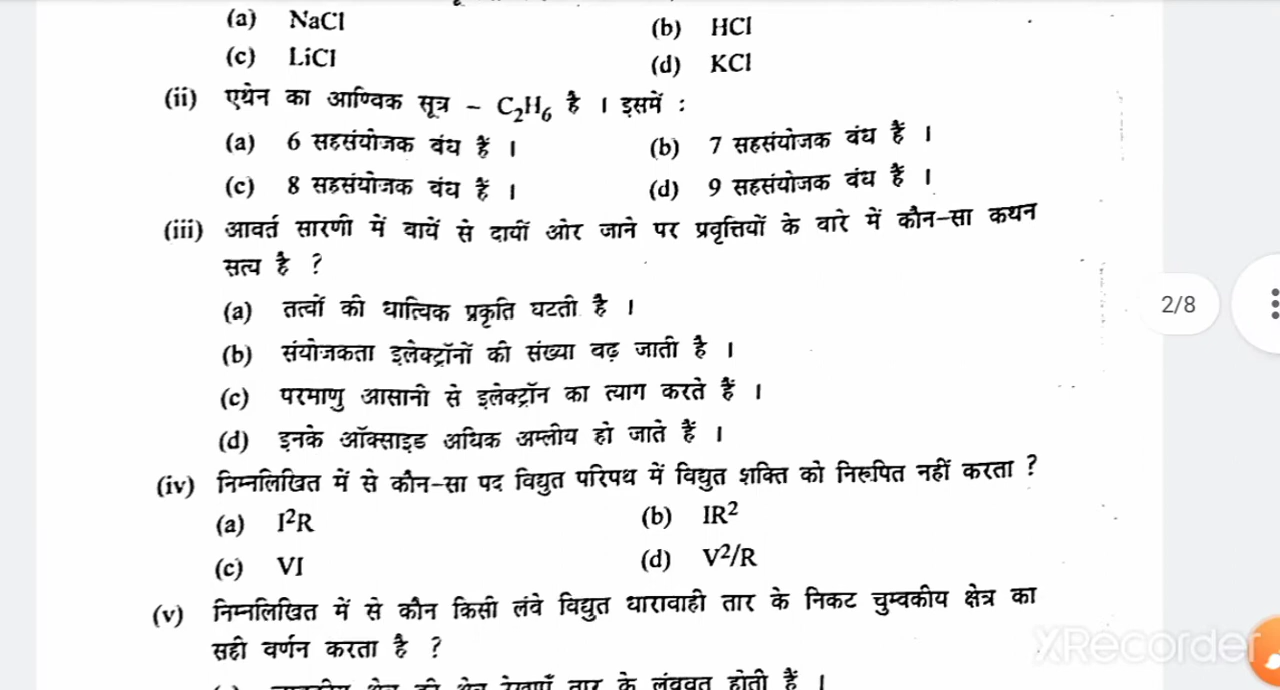 (a) NaCl (b) HCl
(c) LiCl (d) KCl
(ii) एथेन का आण्विक सूत्र – C₂H₆ है । इसमें :
(a) 6 सहसंयोजक बंध हैं । (b) 7 सहसंयोजक बंध हैं ।
(c) 8 सहसंयोजक बंध हैं । (d) 9 सहसंयोजक बंध हैं ।
(iii) आवर्त सारणी में बायें से दायीं ओर जाने पर प्रवृत्तियों के बारे में कौन-सा कथन
सत्य है ?
(a) तत्वों की धात्विक प्रकृति घटती है ।
(b) संयोजकता इलेक्ट्रॉनों की संख्या बढ़ जाती है ।
(c) परमाणु आसानी से इलेक्ट्रॉन का त्याग करते हैं ।
(d) इनके ऑक्साइड अधिक अम्लीय हो जाते हैं ।
2/8
(iv) निम्नलिखित में से कौन-सा पद विद्युत परिपथ में विद्युत शक्ति को निरूपित नहीं करता ?
(a) I²R (b) IR²
(c) VI (d) V²/R
(v) निम्नलिखित में से कौन किसी लंबे विद्युत धारावाही तार के निकट चुम्बकीय क्षेत्र का
सही वर्णन करता है ?
XRecorder
के लंबवत होती हैं ।